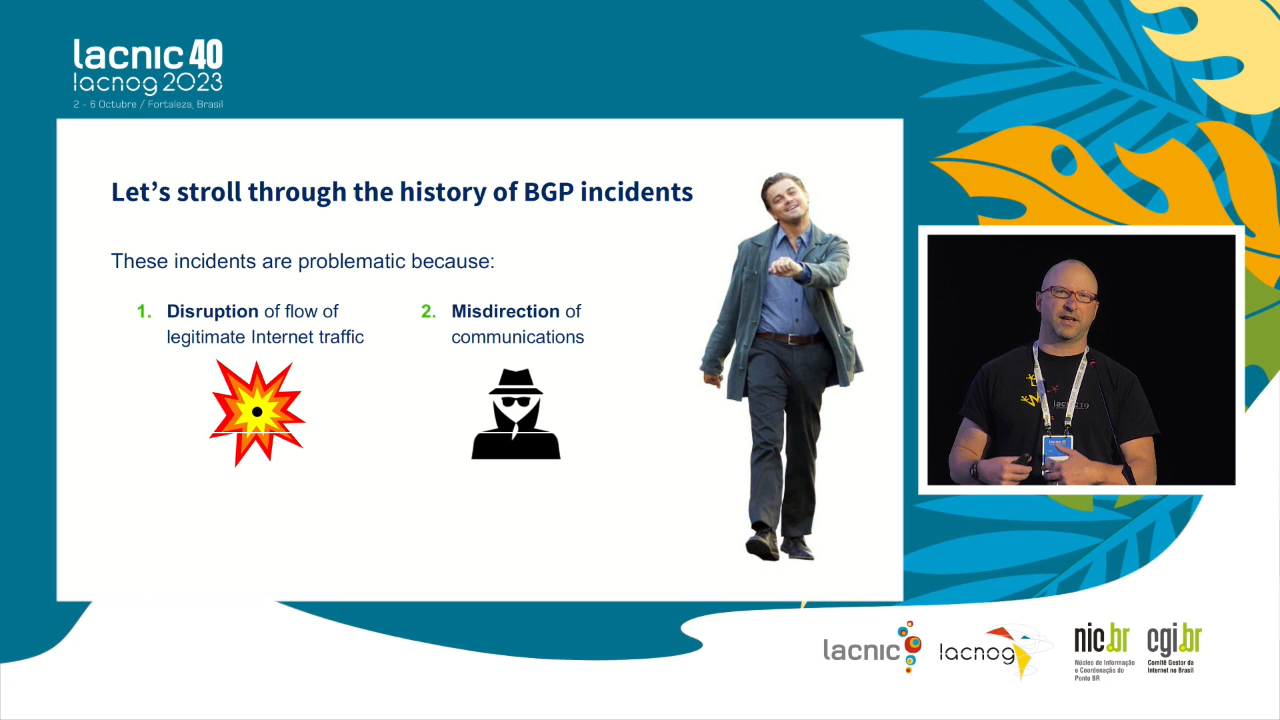 lacnic 40
lacnog 2023
2 - 6 Octubre / Fortaleza, Brasil
Let's stroll through the history of BGP incidents
These incidents are problematic because:
1. Disruption of flow of
legitimate Internet traffic
2. Misdirection of
communications
lacnic
lacnog
nic.br
Núcleo de Informação
e Coordenação do
Ponto BR
cgi.br
Comitê Gestor da
Internet no Brasil